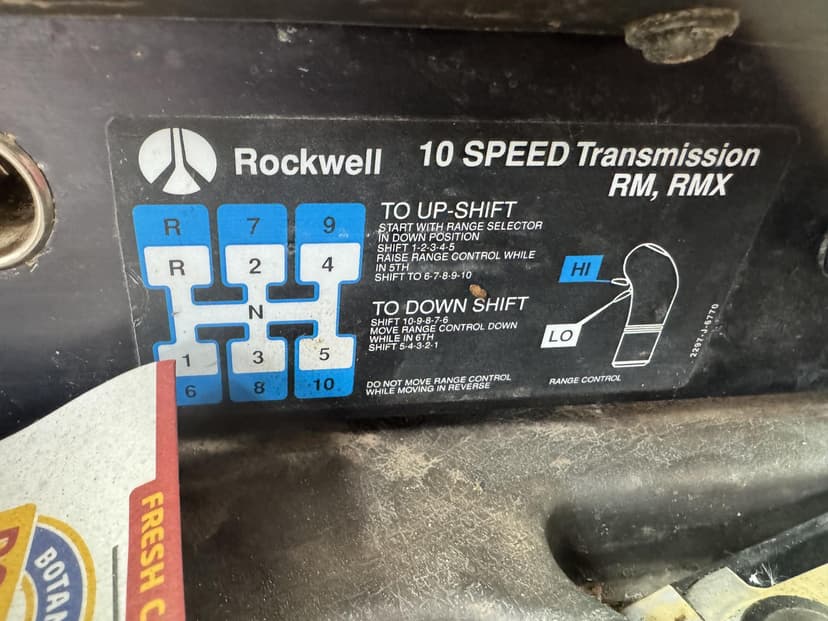 Rockwell 10 SPEED Transmission
RM, RMX
R 7 9
R 2 4
N
1 3 5
6 8 10
TO UP-SHIFT
START WITH RANGE SELECTOR
IN DOWN POSITION
SHIFT 1-2-3-4-5
RAISE RANGE CONTROL WHILE
IN 5TH
SHIFT TO 6-7-8-9-10
TO DOWN SHIFT
SHIFT 10-9-8-7-6
MOVE RANGE CONTROL DOWN
WHILE IN 6TH
SHIFT 5-4-3-2-1
DO NOT MOVE RANGE CONTROL
WHILE MOVING IN REVERSE
HI
LO
RANGE CONTROL
2297-J-6770
FRESH C
BOTAN